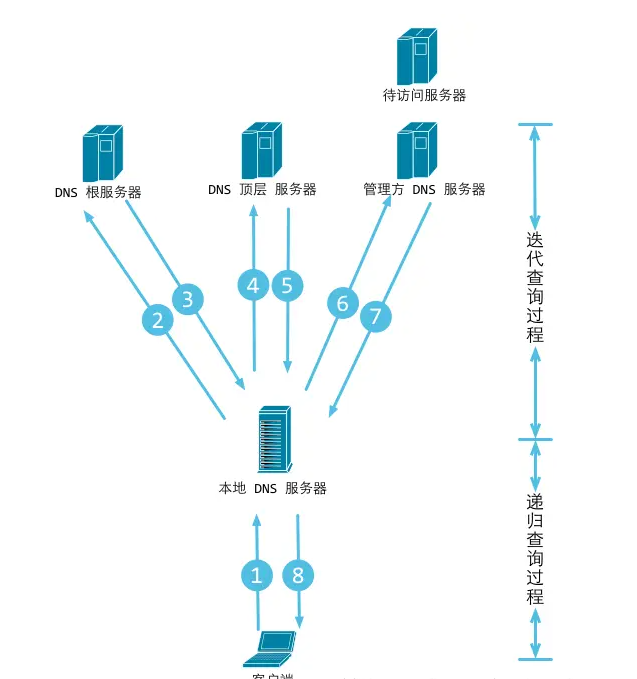 待访问服务器
DNS 根服务器
DNS 顶层 服务器
管理方 DNS 服务器
迭代查询过程
3
4
5
6
2
7
本地 DNS 服务器
递归查询过程
1
8
客户端